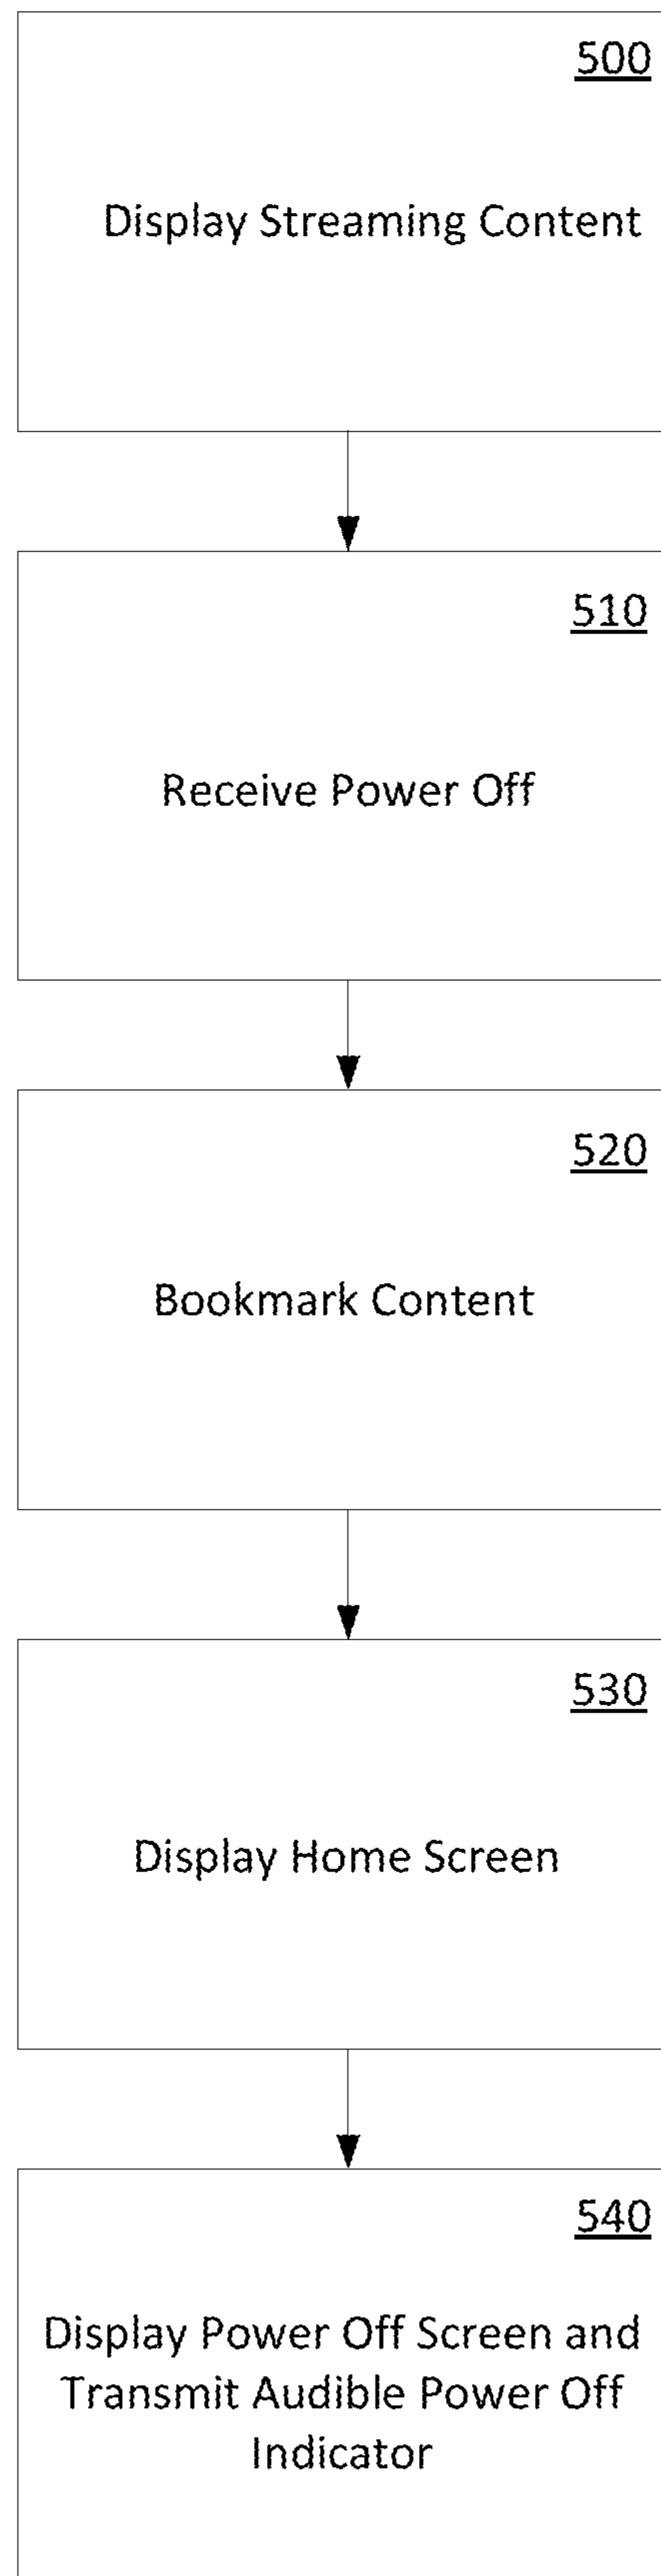 500
Display Streaming Content
510
Receive Power Off
520
Bookmark Content
530
Display Home Screen
540
Display Power Off Screen and
Transmit Audible Power Off
Indicator